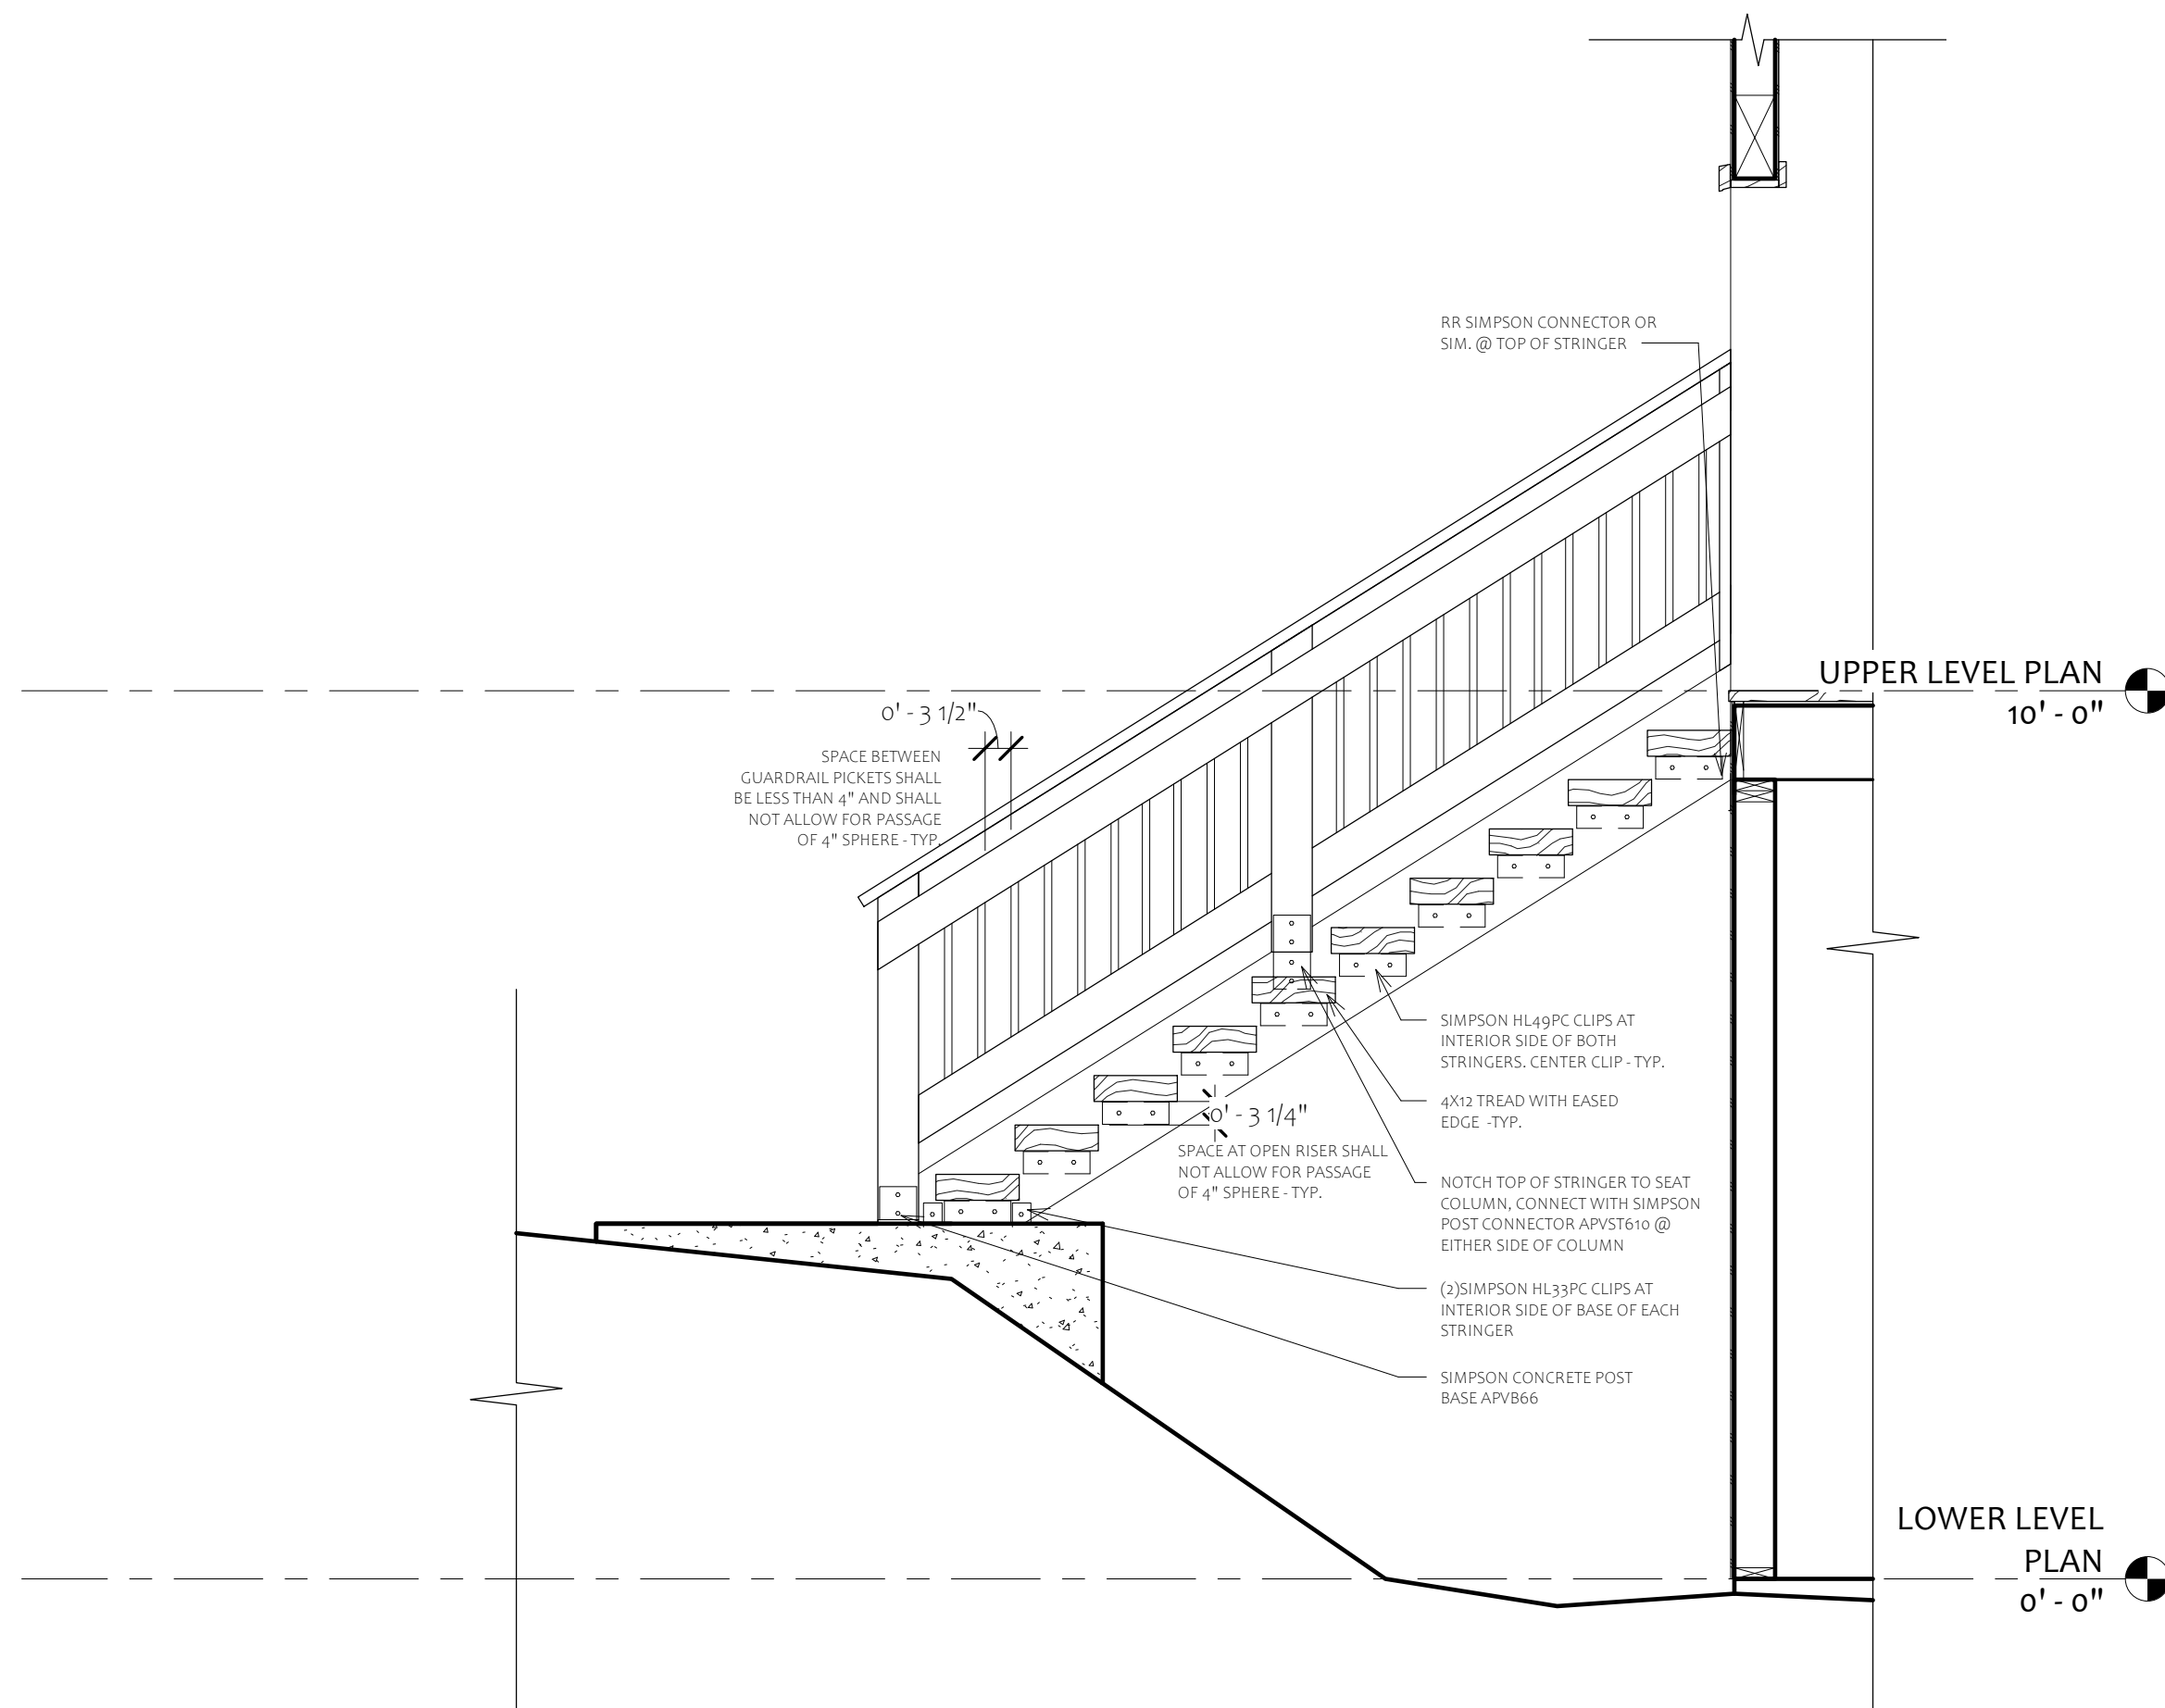 RR SIMPSON CONNECTOR OR
SIM. @ TOP OF STRINGER
UPPER LEVEL PLAN
10' - 0"
0' - 3 1/2"
SPACE BETWEEN
GUARDRAIL PICKETS SHALL
BE LESS THAN 4" AND SHALL
NOT ALLOW FOR PASSAGE
OF 4" SPHERE - TYP.
SIMPSON HL49PC CLIPS AT
INTERIOR SIDE OF BOTH
STRINGERS. CENTER CLIP - TYP.
4X12 TREAD WITH EASED
EDGE -TYP.
0' - 3 1/4"
SPACE AT OPEN RISER SHALL
NOT ALLOW FOR PASSAGE
OF 4" SPHERE - TYP.
NOTCH TOP OF STRINGER TO SEAT
COLUMN, CONNECT WITH SIMPSON
POST CONNECTOR APVST610 @
EITHER SIDE OF COLUMN
(2)SIMPSON HL33PC CLIPS AT
INTERIOR SIDE OF BASE OF EACH
STRINGER
SIMPSON CONCRETE POST
BASE APVB66
LOWER LEVEL
PLAN
0' - 0"